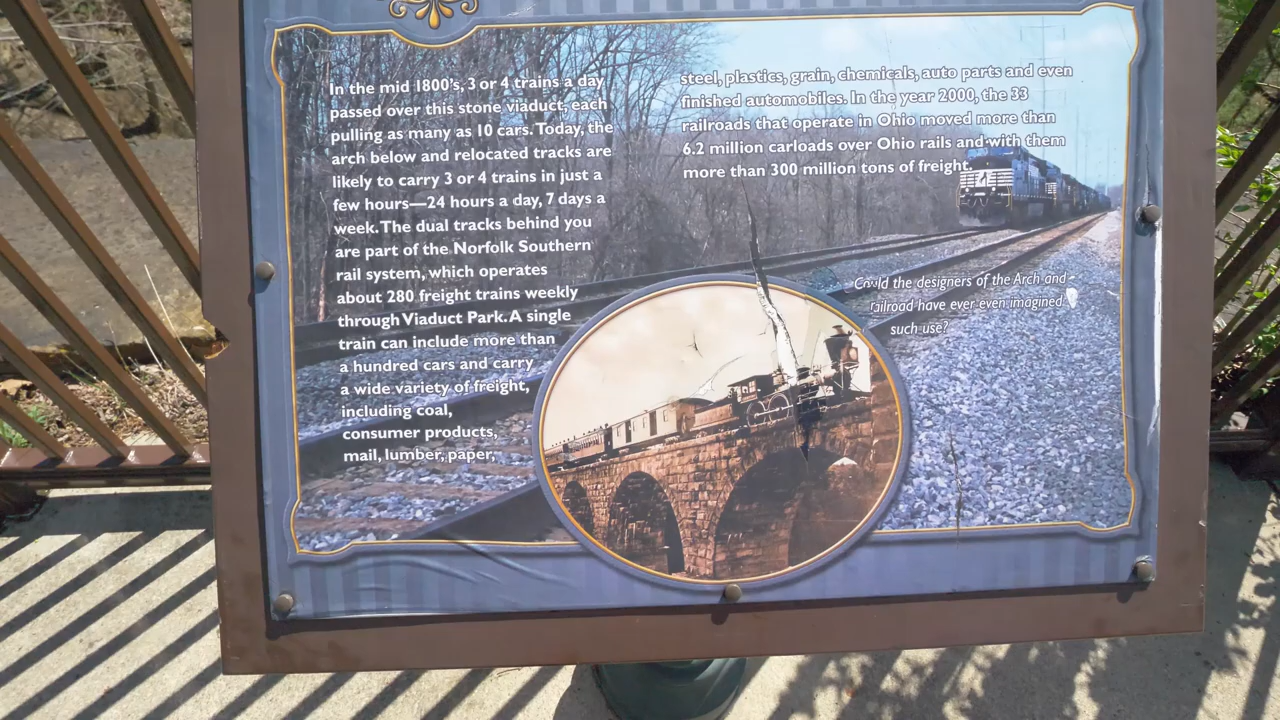 In the mid 1800's, 3 or 4 trains a day
passed over this stone viaduct, each
pulling as many as 10 cars. Today, the
arch below and relocated tracks are
likely to carry 3 or 4 trains in just a
few hours—24 hours a day, 7 days a
week. The dual tracks behind you
are part of the Norfolk Southern
rail system, which operates
about 280 freight trains weekly
through Viaduct Park. A single
train can include more than
a hundred cars and carry
a wide variety of freight,
including coal,
consumer products,
mail, lumber, paper,
steel, plastics, grain, chemicals, auto parts and even
finished automobiles. In the year 2000, the 33
railroads that operate in Ohio moved more than
6.2 million carloads over Ohio rails and with them
more than 300 million tons of freight.
Could the designers of the Arch and
railroad have ever even imagined
such use?